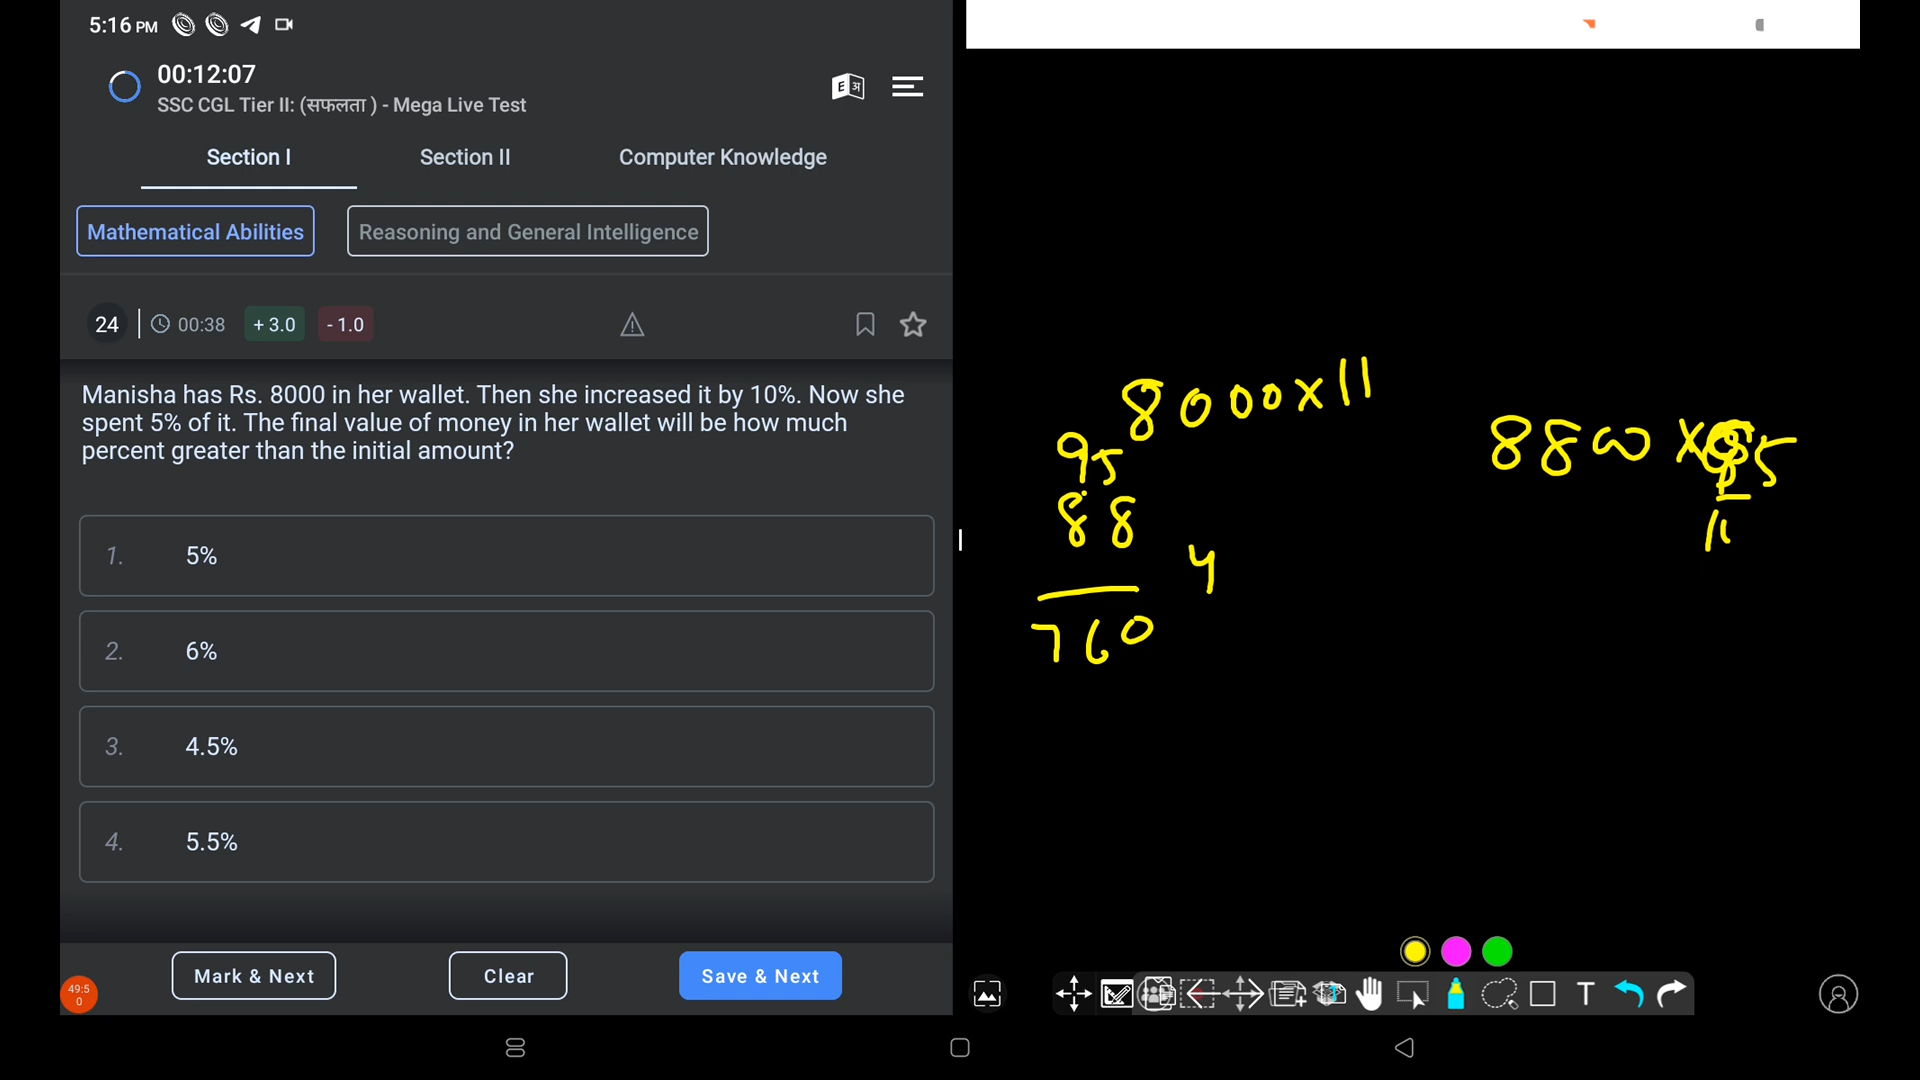 5:16 PM
00:12:07
SSC CGL Tier II: (सफलता ) - Mega Live Test
Section I
Section II
Computer Knowledge
Mathematical Abilities
Reasoning and General Intelligence
24
00:38
+ 3.0
- 1.0
Manisha has Rs. 8000 in her wallet. Then she increased it by 10%. Now she
spent 5% of it. The final value of money in her wallet will be how much
percent greater than the initial amount?
1. 5%
2. 6%
3. 4.5%
4. 5.5%
Mark & Next
Clear
Save & Next
49:5
0
8000x11
95
88
4
760
8800
T